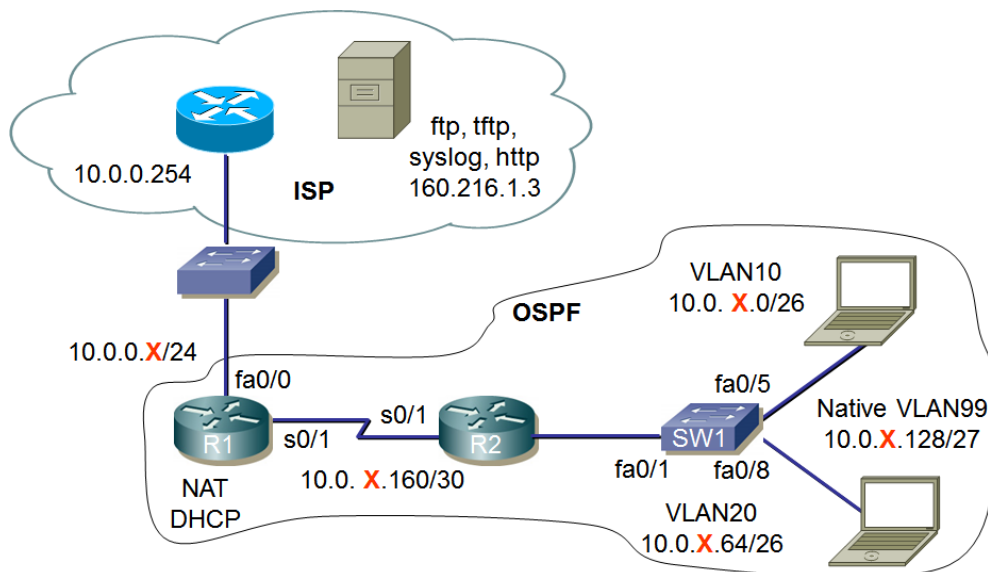 10.0.0.254
ISP
ftp, tftp,
syslog, http
160.216.1.3
10.0.0.X/24
fa0/0
R1
s0/1
NAT
DHCP
s0/1
R2
10.0. X.160/30
OSPF
fa0/1
SW1
fa0/5
fa0/8
VLAN10
10.0. X.0/26
Native VLAN99
10.0.X.128/27
VLAN20
10.0.X.64/26